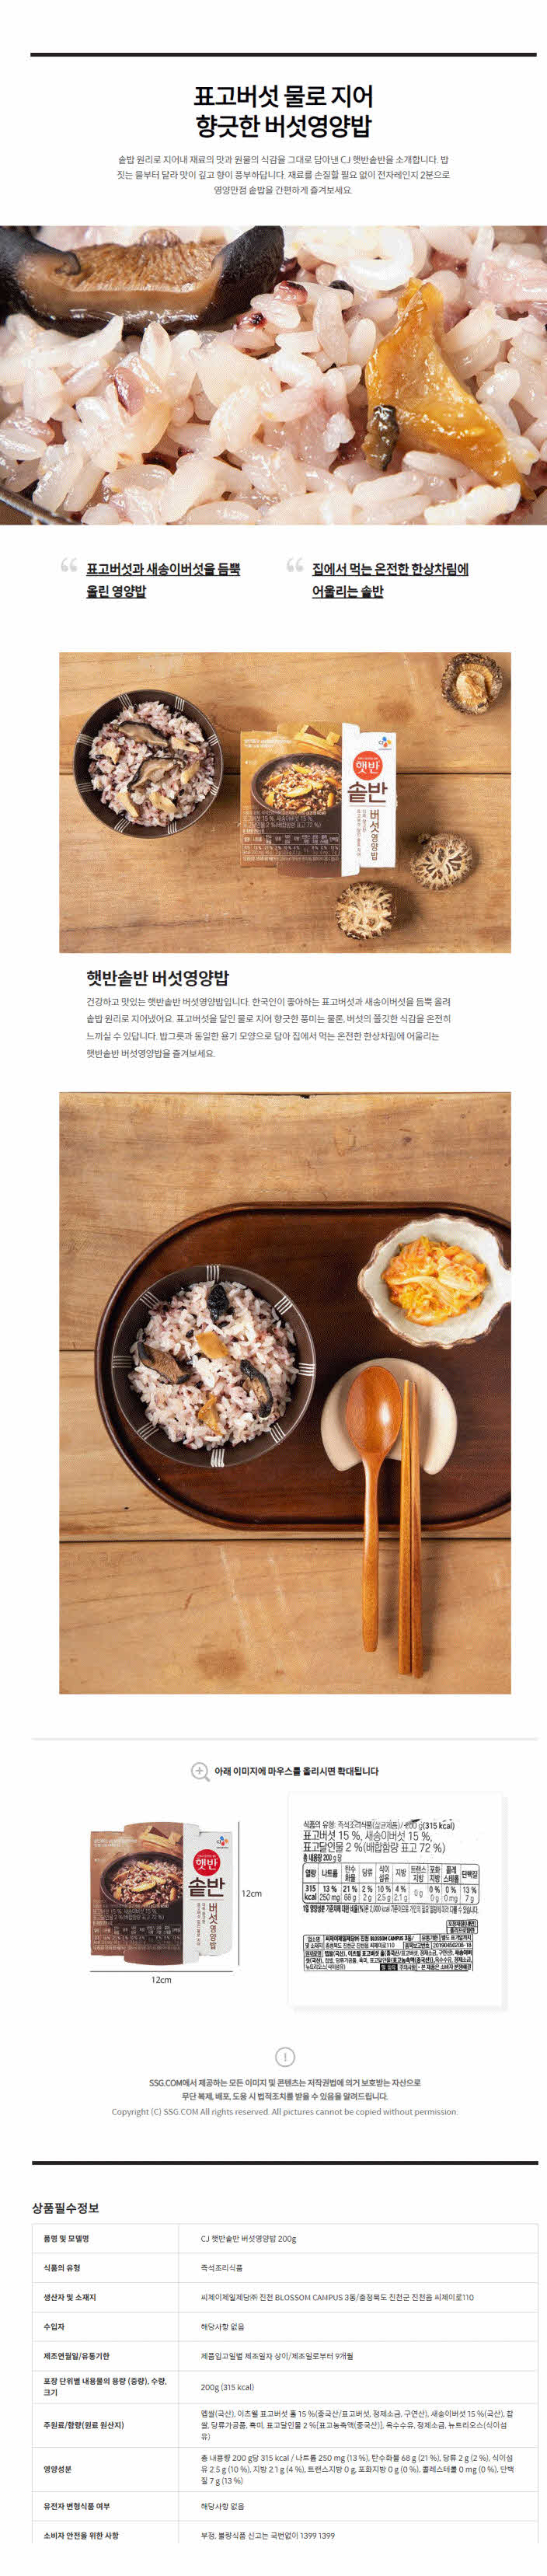 표고버섯 물로 지어
향긋한 버섯영양밥
솥밥 원리로 지어내 재료의 맛과 원물의 식감을 그대로 담아낸 CJ 햇반솥반을 소개합니다. 밥
짓는 물부터 달라 맛이 깊고 향이 풍부하답니다. 재료를 손질할 필요 없이 전자레인지 2분으로
영양만점 솥밥을 간편하게 즐겨보세요.
표고버섯과 새송이버섯을 듬뿍
올린 영양밥
집에서 먹는 온전한 한상차림에
어울리는 솥반
햇반
솥반
버섯영양밥
햇반솥반 버섯영양밥
건강하고 맛있는 햇반솥반 버섯영양밥입니다. 한국인이 좋아하는 표고버섯과 새송이버섯을 듬뿍 올려
솥밥 원리로 지어냈어요. 표고버섯을 달인 물로 지어 향긋한 풍미는 물론, 버섯의 쫄깃한 식감을 온전히
느끼실 수 있답니다. 밥그릇과 동일한 용기 모양으로 담아 집에서 먹는 온전한 한상차림에 어울리는
햇반솥반 버섯영양밥을 즐겨보세요.
아래 이미지에 마우스를 올리시면 확대됩니다
햇반
솥반
버섯영양밥
12cm
12cm
식품의 유형: 즉석조리식품(살균제품)/200 g(315 kcal)
표고버섯 15 %, 새송이버섯 15 %,
표고달인물 2 %(배합함량 표고 72 %)
총 내용량 200 g당
열량 나트륨 탄수화물 당류 식이섬유 지방 트랜스지방 포화지방 콜레스테롤 단백질
315 kcal 13 % 250 mg 21 % 68 g 2 % 2 g 10 % 2.5 g 4 % 2.1 g 0 g 0 % 0 g 0 % 0 mg 13 % 7 g
SSG.COM에서 제공하는 모든 이미지 및 콘텐츠는 저작권법에 의거 보호받는 자산으로
무단 복제, 배포, 도용 시 법적조치를 받을 수 있음을 알려드립니다.
Copyright (C) SSG.COM All rights reserved. All pictures cannot be copied without permission.
상품필수정보
품명 및 모델명 CJ 햇반솥반 버섯영양밥 200g
식품의 유형 즉석조리식품
생산자 및 소재지 씨제이제일제당㈜ 진천 BLOSSOM CAMPUS 3동/충청북도 진천군 진천읍 씨제이로110
수입자 해당사항 없음
제조연월일/유통기한 제품입고일별 제조일자 상이/제조일로부터 9개월
포장 단위별 내용물의 용량 (중량), 수량,
크기
200g (315 kcal)
주원료/함량(원료 원산지)
멥쌀(국산), 이츠웰 표고버섯 홀 15 %(중국산/표고버섯, 정제소금, 구연산), 새송이버섯 15 %(국산), 찹
쌀, 당류가공품, 흑미, 표고달인물 2 %[표고농축액(중국산)], 옥수수유, 정제소금, 뉴트리오스(식이섬
유)
영양성분
총 내용량 200 g당 315 kcal / 나트륨 250 mg (13 %), 탄수화물 68 g (21 %), 당류 2 g (2 %), 식이섬
유 2.5 g (10 %), 지방 2.1 g (4 %), 트랜스지방 0 g, 포화지방 0 g (0 %), 콜레스테롤 0 mg (0 %), 단백
질 7 g (13 %)
유전자 변형식품 여부 해당사항 없음
소비자 안전을 위한 사항 부정, 불량식품 신고는 국번없이 1399 1399